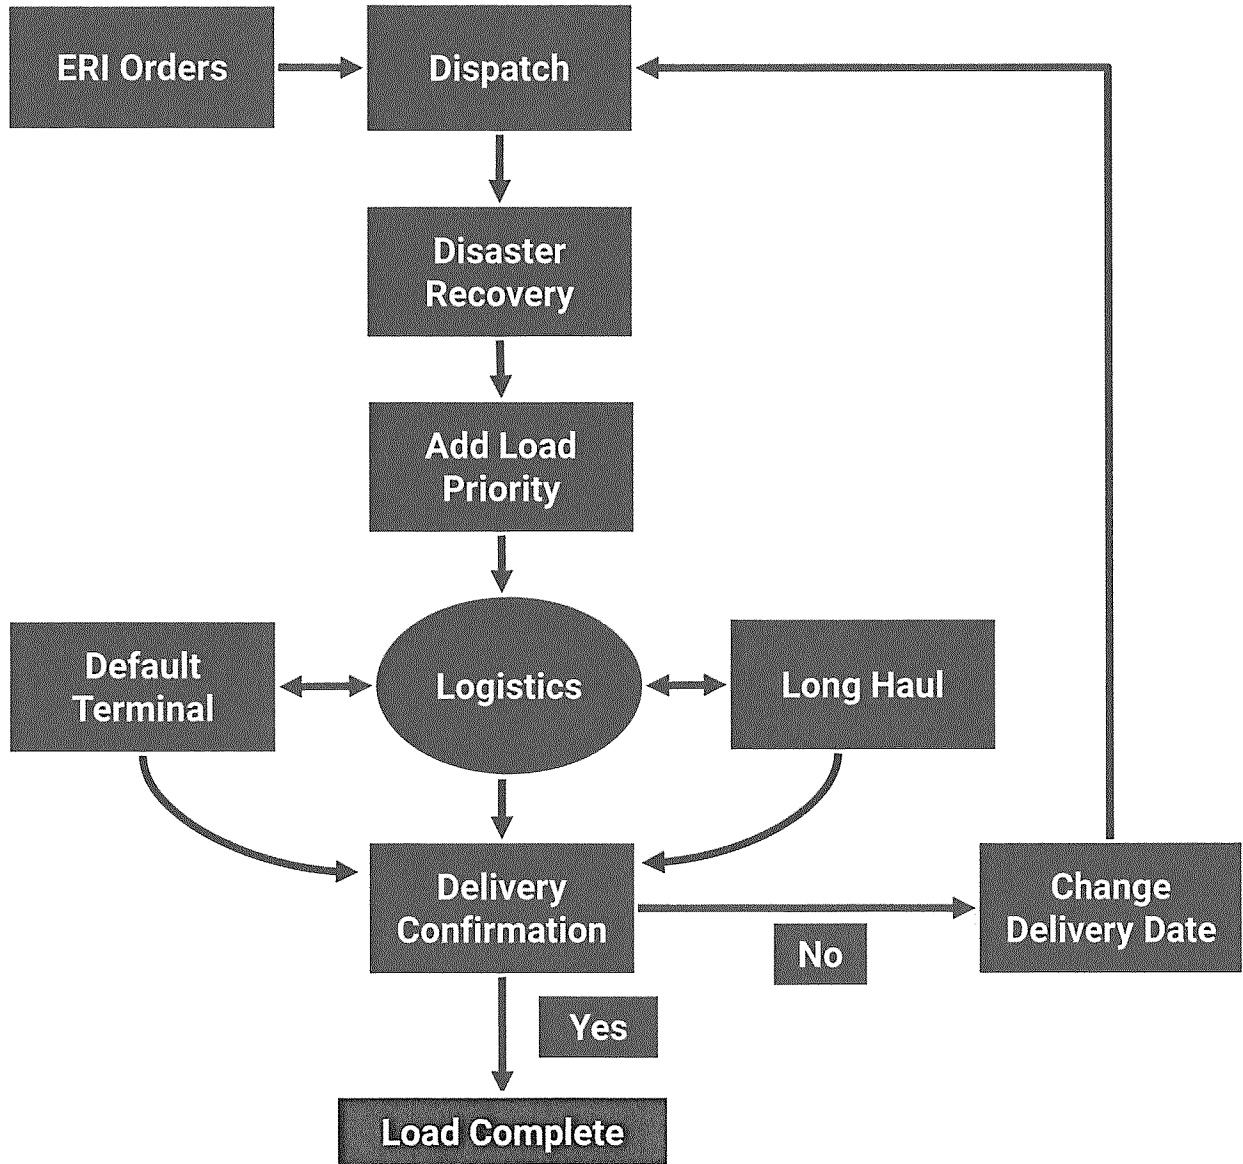 ERI Orders
Dispatch
Disaster
Recovery
Add Load
Priority
Default
Terminal
Logistics
Long Haul
Delivery
Confirmation
Change
Delivery Date
No
Yes
Load Complete